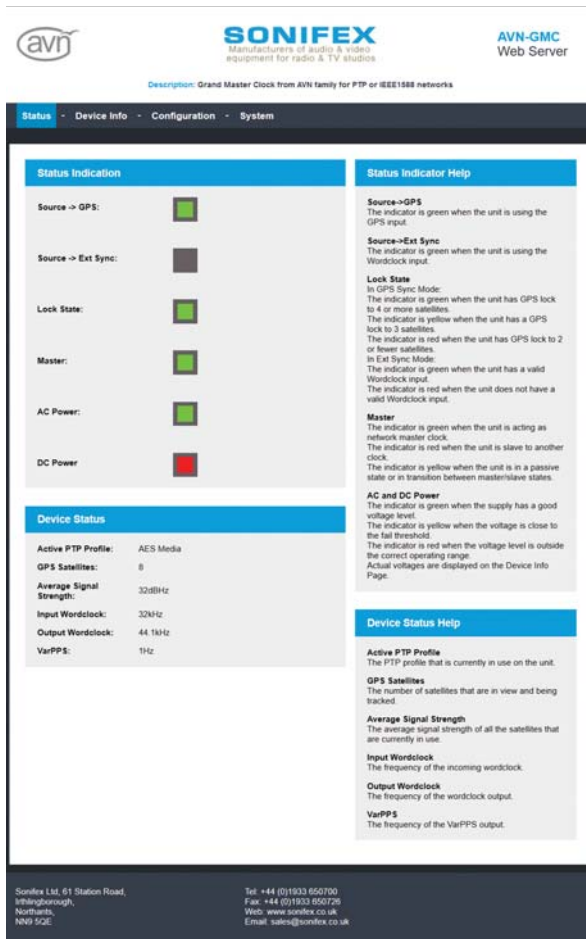 avn
SONIFEX
Manufacturers of audio & video
equipment for radio & TV studios
AVN-GMC
Web Server
Description: Grand Master Clock from AVN family for PTP or IEEE1588 networks
Status - Device Info - Configuration - System
Status Indication
Source -> GPS:
Source -> Ext Sync:
Lock State:
Master:
AC Power:
DC Power
Device Status
Active PTP Profile: AES Media
GPS Satellites: 8
Average Signal
Strength: 32dBHz
Input Wordclock: 32kHz
Output Wordclock: 44.1kHz
VarPPS: 1Hz
Status Indicator Help
Source->GPS
The indicator is green when the unit is using the
GPS input.
Source->Ext Sync
The indicator is green when the unit is using the
Wordclock input.
Lock State
In GPS Sync Mode:
The indicator is green when the unit has GPS lock
to 4 or more satellites.
The indicator is yellow when the unit has a GPS
lock to 3 satellites.
The indicator is red when the unit has GPS lock to 2
or fewer satellites.
In Ext Sync Mode:
The indicator is green when the unit has a valid
Wordclock input.
The indicator is red when the unit does not have a
valid Wordclock input.
Master
The indicator is green when the unit is acting as
network master clock.
The indicator is red when the unit is slave to another
clock.
The indicator is yellow when the unit is in a passive
state or in transition between master/slave states.
AC and DC Power
The indicator is green when the supply has a good
voltage level.
The indicator is yellow when the voltage is close to
the fail threshold.
The indicator is red when the voltage level is outside
the correct operating range.
Actual voltages are displayed on the Device Info
Page.
Device Status Help
Active PTP Profile
The PTP profile that is currently in use on the unit.
GPS Satellites
The number of satellites that are in view and being
tracked.
Average Signal Strength
The average signal strength of all the satellites that
are currently in use.
Input Wordclock
The frequency of the incoming wordclock.
Output Wordclock
The frequency of the wordclock output.
VarPPS
The frequency of the VarPPS output.
Sonifex Ltd, 61 Station Road,
Irthlingborough,
Northants,
NN9 5QE
Tel: +44 (0)1933 650700
Fax: +44 (0)1933 650726
Web: www.sonifex.co.uk
Email: sales@sonifex.co.uk